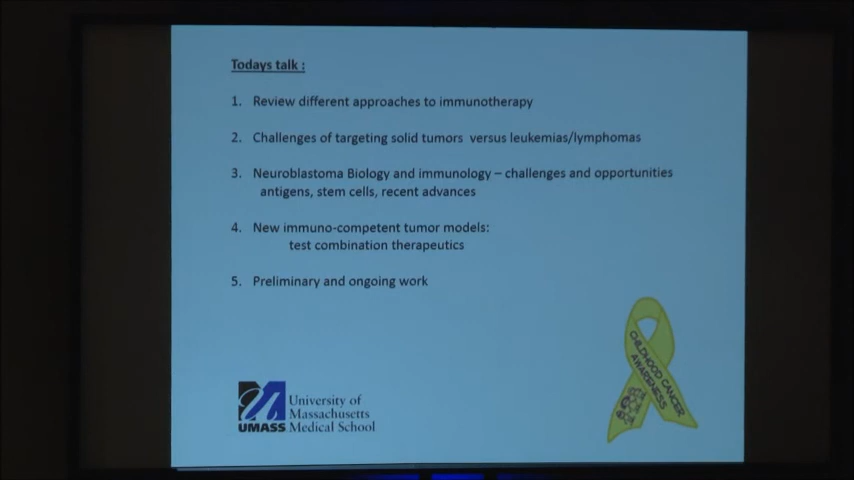 Todays talk :
1. Review different approaches to immunotherapy
2. Challenges of targeting solid tumors versus leukemias/lymphomas
3. Neuroblastoma Biology and immunology – challenges and opportunities
antigens, stem cells, recent advances
4. New immuno-competent tumor models:
test combination therapeutics
5. Preliminary and ongoing work
CHILDHOOD CANCER
AWARENESS
UMASS
University of
Massachusetts
Medical School